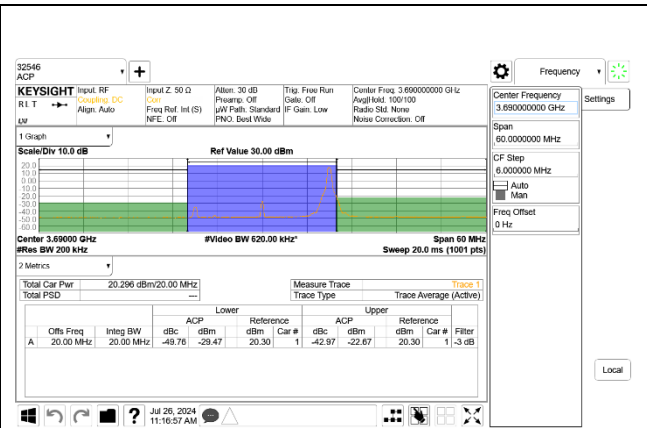 32546
ACP
Frequency
KEYSIGHT
Input: RF
Coupling: DC
Align: Auto
Input Z: 50 Ω
Corr
Freq Ref: Int (S)
NFE: Off
Atten: 30 dB
Preamp: Off
µW Path: Standard
PNO: Best Wide
Trig: Free Run
Gate: Off
IF Gain: Low
Center Freq: 3.690000000 GHz
Avg|Hold: 100/100
Radio Std: None
Noise Correction: Off
RLT
Center Frequency
3.690000000 GHz
Settings
Span
60.0000000 MHz
CF Step
6.000000 MHz
Auto
Man
Freq Offset
0 Hz
1 Graph
Scale/Div 10.0 dB
Ref Value 30.00 dBm
20.0
10.0
0.00
-10.0
-20.0
-30.0
-40.0
-50.0
-60.0
Center 3.69000 GHz
#Video BW 620.00 kHz*
Span 60 MHz
#Res BW 200 kHz
Sweep 20.0 ms (1001 pts)
2 Metrics
Total Car Pwr 20.296 dBm/20.00 MHz
Measure Trace Trace 1
Total PSD ---
Trace Type Trace Average (Active)
Lower Upper
ACP Reference ACP Reference
Offs Freq Integ BW dBc dBm dBm Car # dBc dBm dBm Car # Filter
A 20.00 MHz 20.00 MHz -49.76 -29.47 20.30 1 -42.97 -22.67 20.30 1 -3 dB
Local
Jul 26, 2024
11:16:57 AM